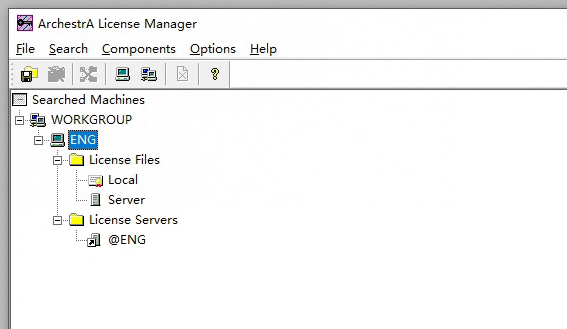 ArchestrA License Manager
File Search Components Options Help
Searched Machines
WORKGROUP
ENG
License Files
Local
Server
License Servers
@ENG